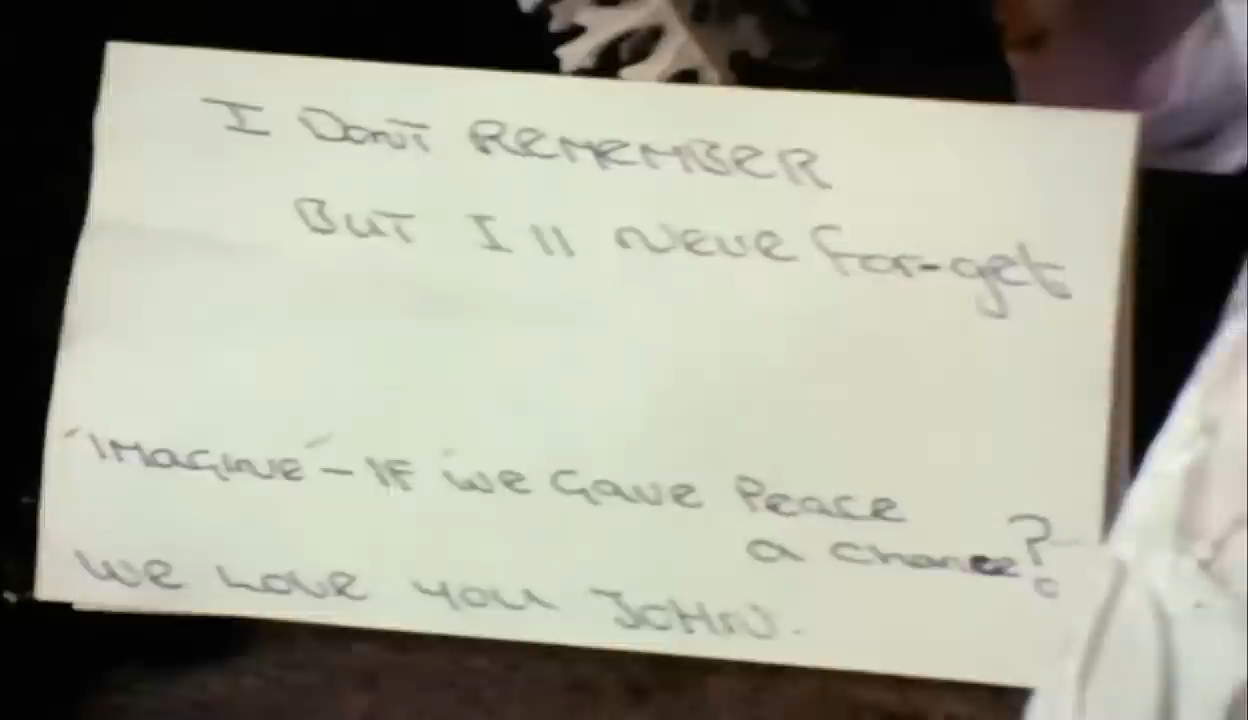 I Don't REMEMBER
BUT I'll NEVE for-get
"IMAGINE" - IF we Gave Peace
a chance?
We Love You JOHN.